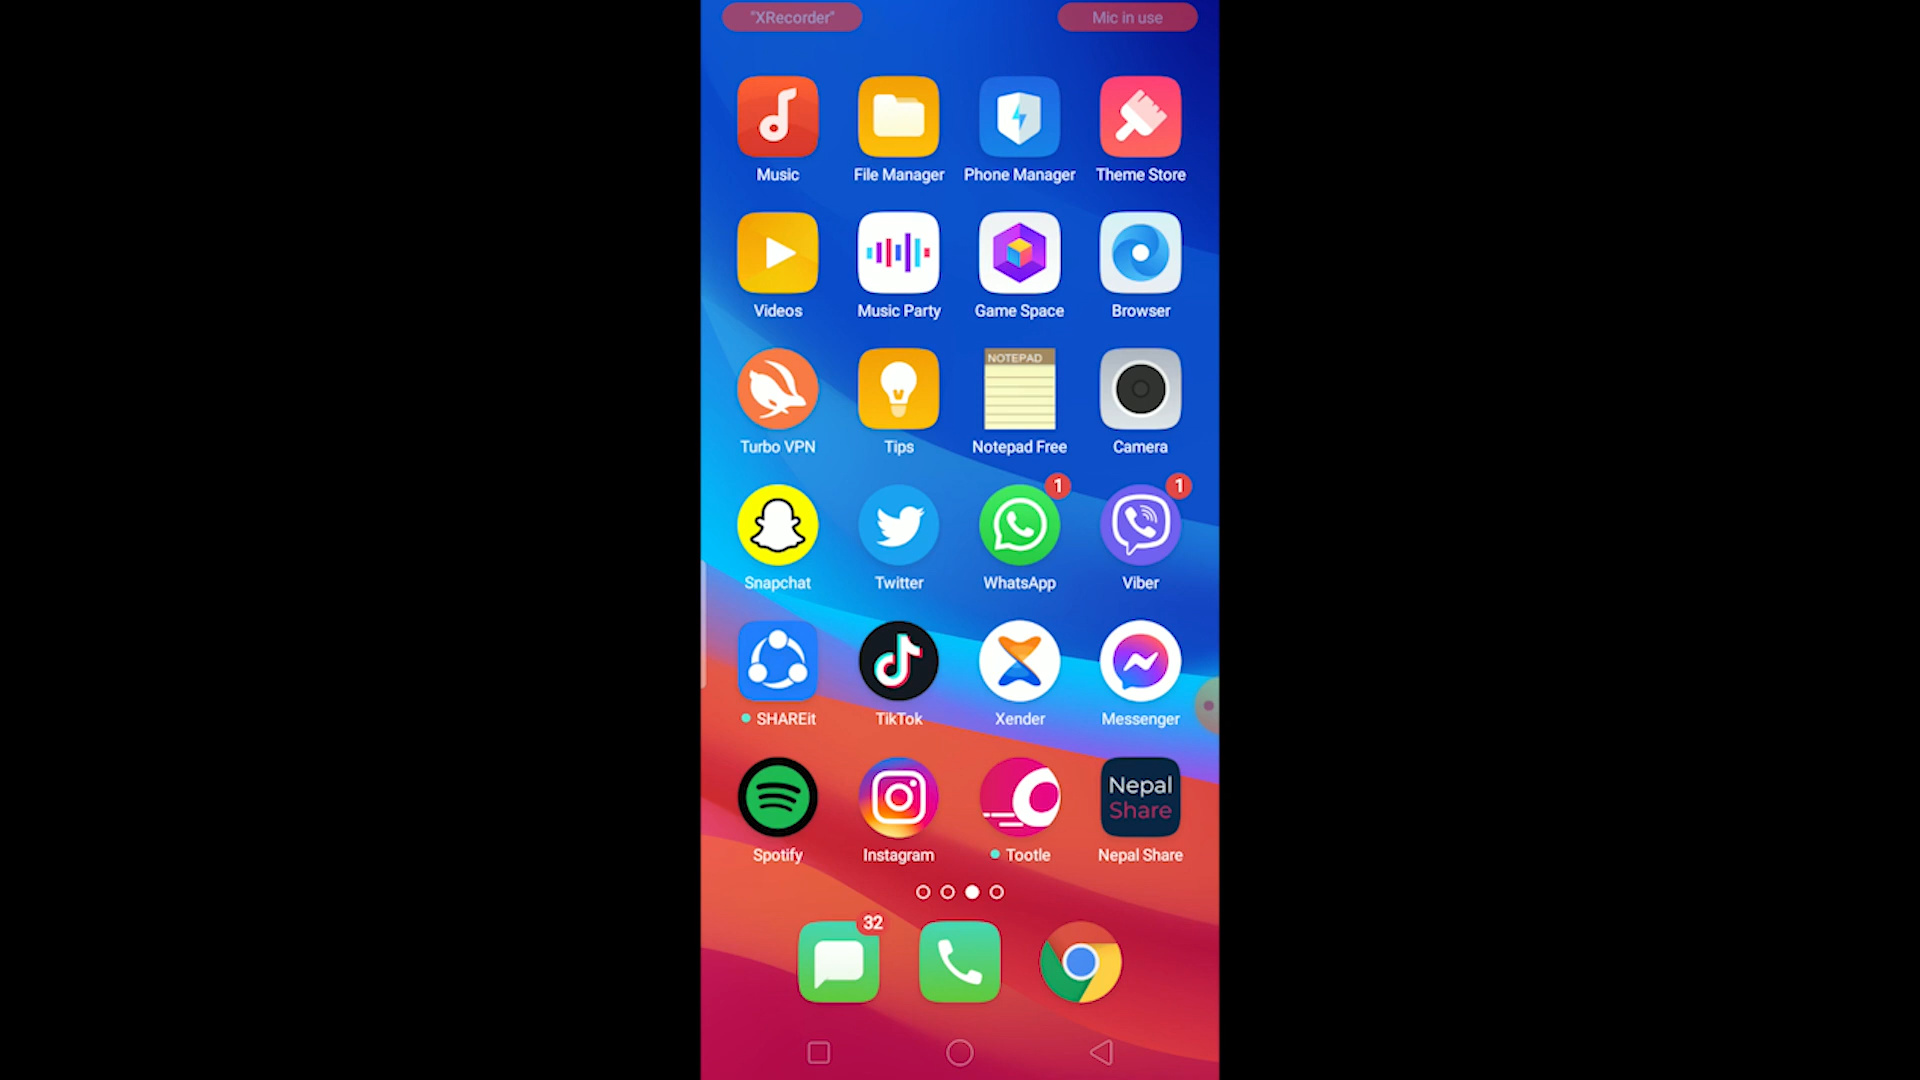 "XRecorder"
Mic in use
Music
File Manager
Phone Manager
Theme Store
Videos
Music Party
Game Space
Browser
NOTEPAD
Turbo VPN
Tips
Notepad Free
Camera
1
1
Snapchat
Twitter
WhatsApp
Viber
SHAREit
TikTok
Xender
Messenger
Nepal
Share
Spotify
Instagram
Tootle
Nepal Share
32